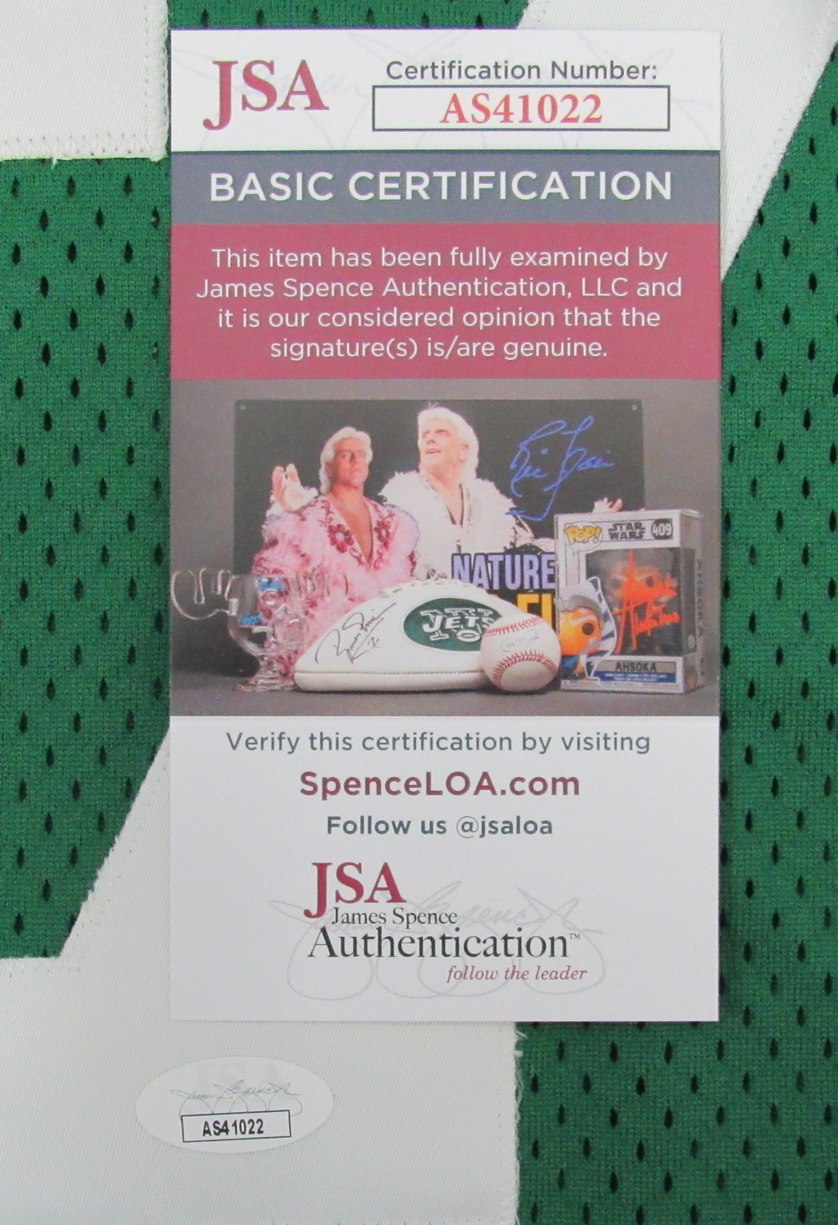 JSA
Certification Number:
AS41022
BASIC CERTIFICATION
This item has been fully examined by
James Spence Authentication, LLC and
it is our considered opinion that the
signature(s) is/are genuine.
POP!
STAR
WARS
409
NATURE
JETS
AHSOKA
Verify this certification by visiting
SpenceLOA.com
Follow us @jsaloa
JSA
James Spence
Authentication™
follow the leader
AS41022